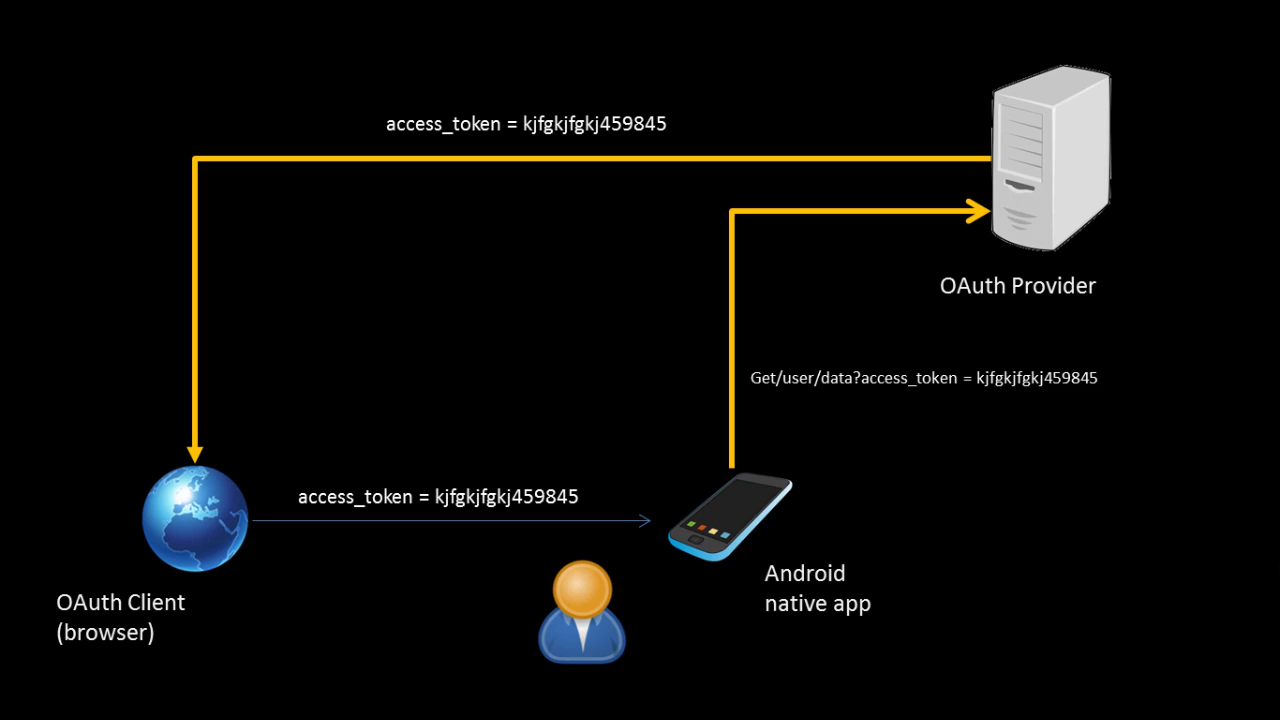 access_token = kjfgkjfgkj459845
OAuth Provider
Get/user/data?access_token = kjfgkjfgkj459845
access_token = kjfgkjfgkj459845
Android
native app
OAuth Client
(browser)